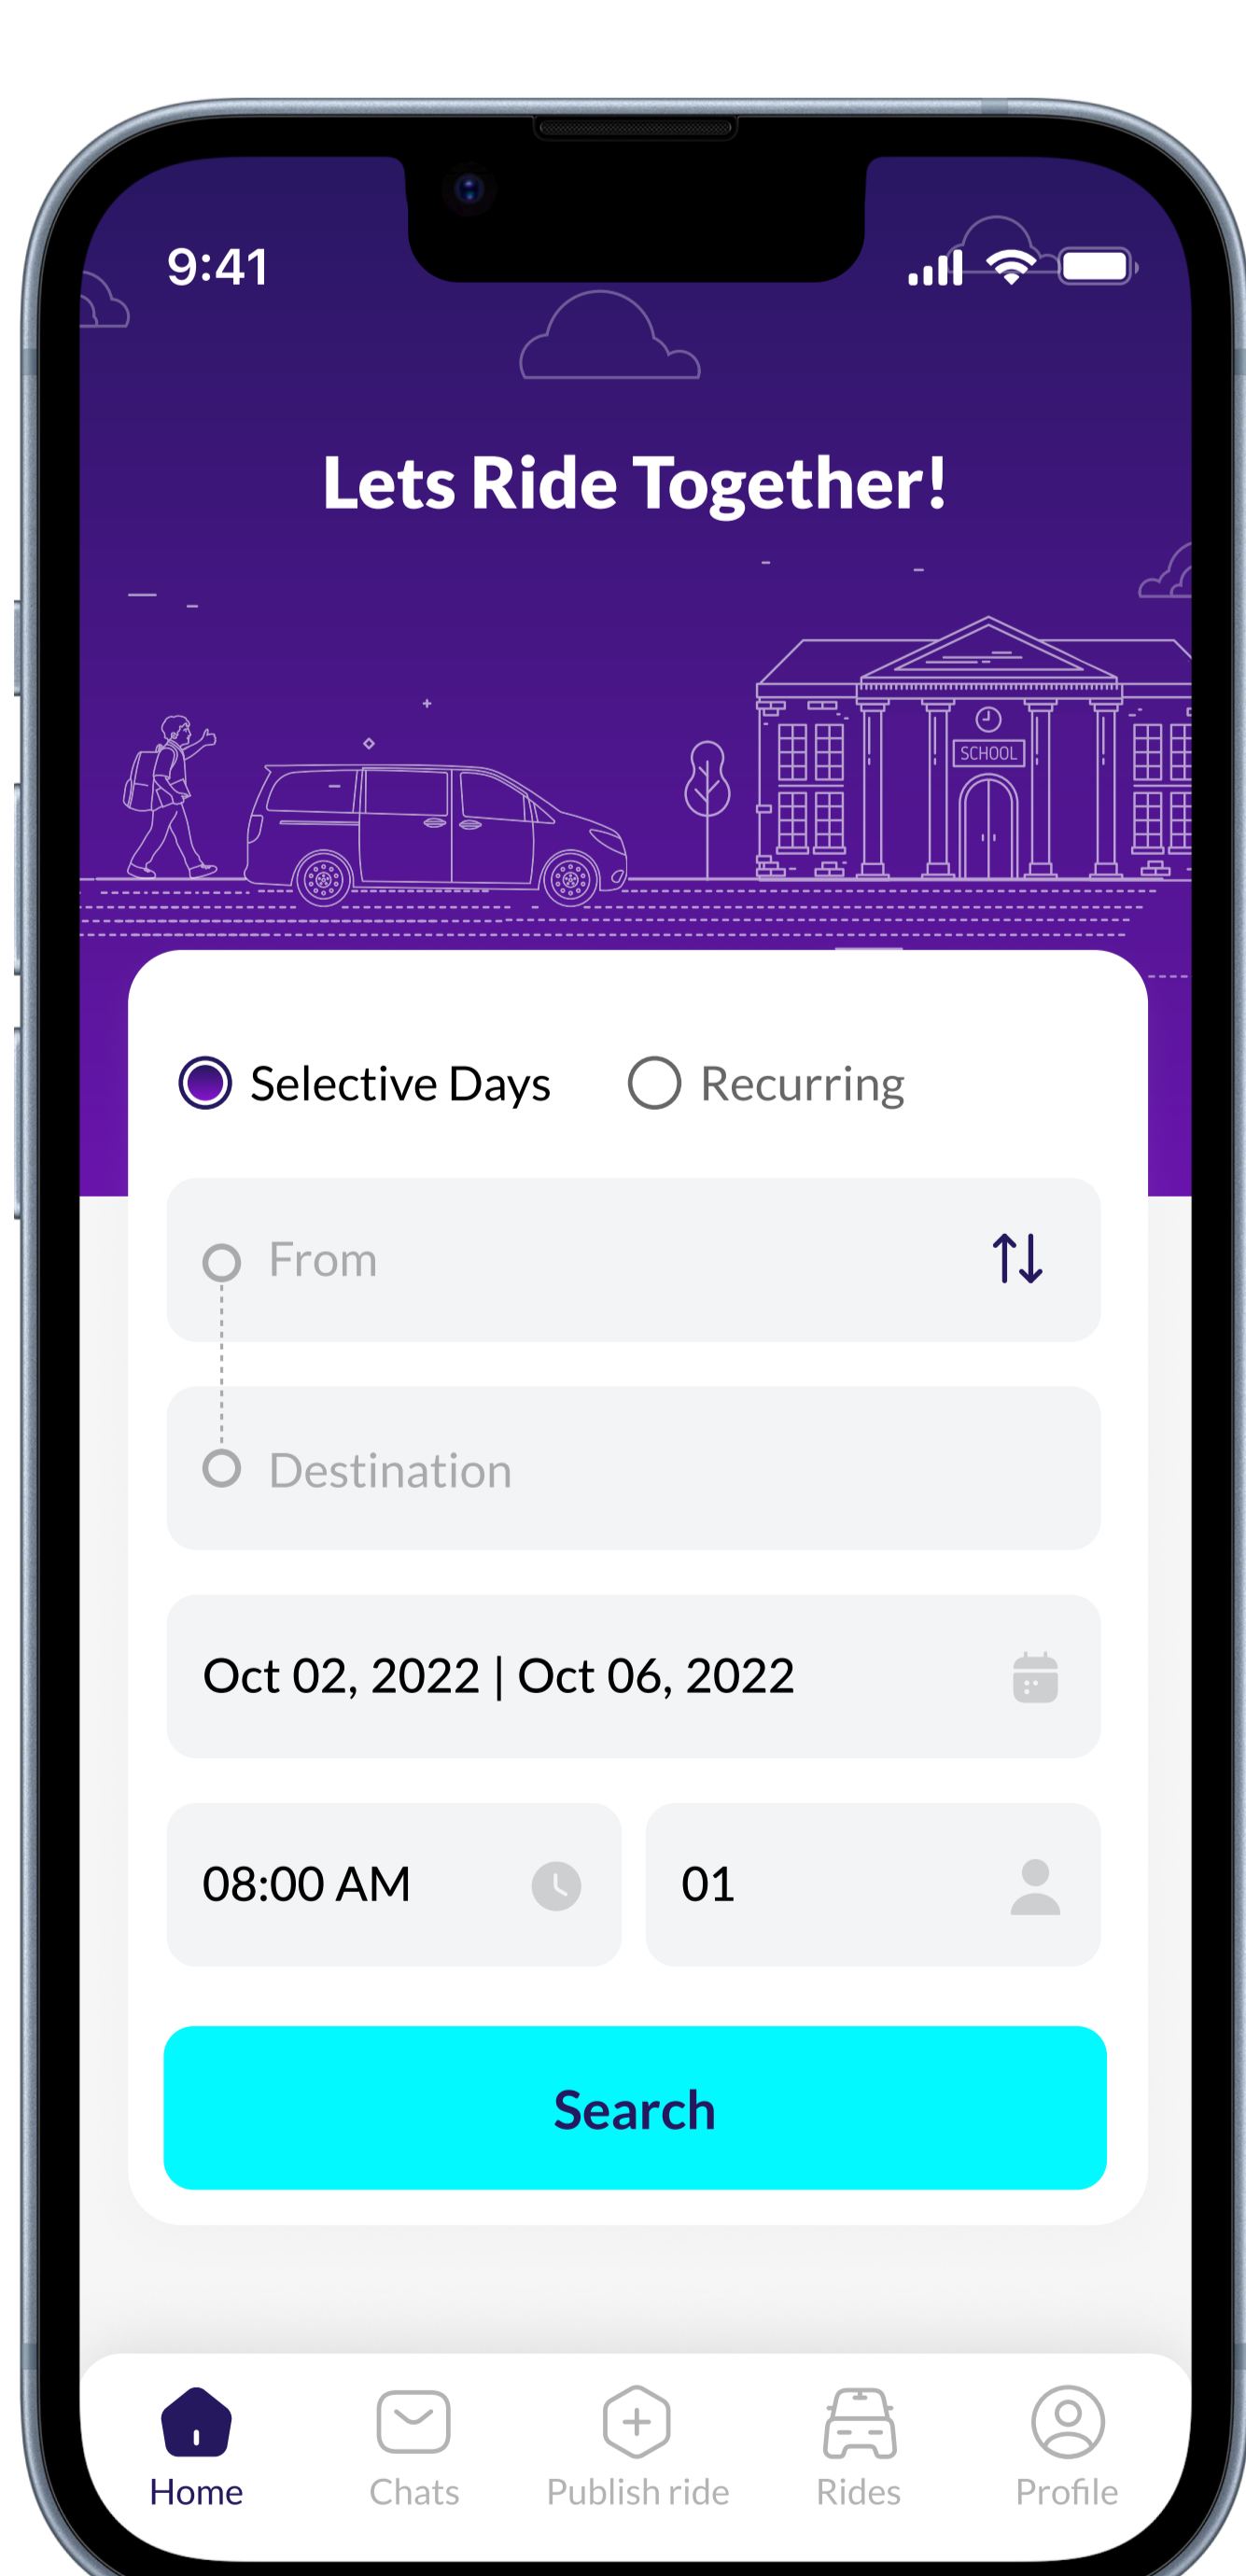 9:41
Lets Ride Together!
SCHOOL
Selective Days Recurring
From
Destination
Oct 02, 2022 | Oct 06, 2022
08:00 AM 01
Search
Home Chats Publish ride Rides Profile